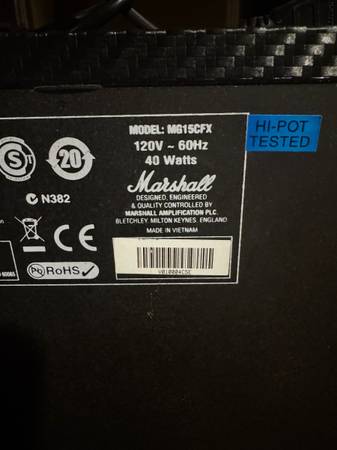 MODEL: MG15CFX
120V ~ 60Hz
40 Watts
HI-POT
TESTED
S
20
N382
Marshall
DESIGNED, ENGINEERED
& QUALITY CONTROLLED BY
MARSHALL AMPLIFICATION PLC.
BLETCHLEY, MILTON KEYNES, ENGLAND
MADE IN VIETNAM
CE
Pb RoHS